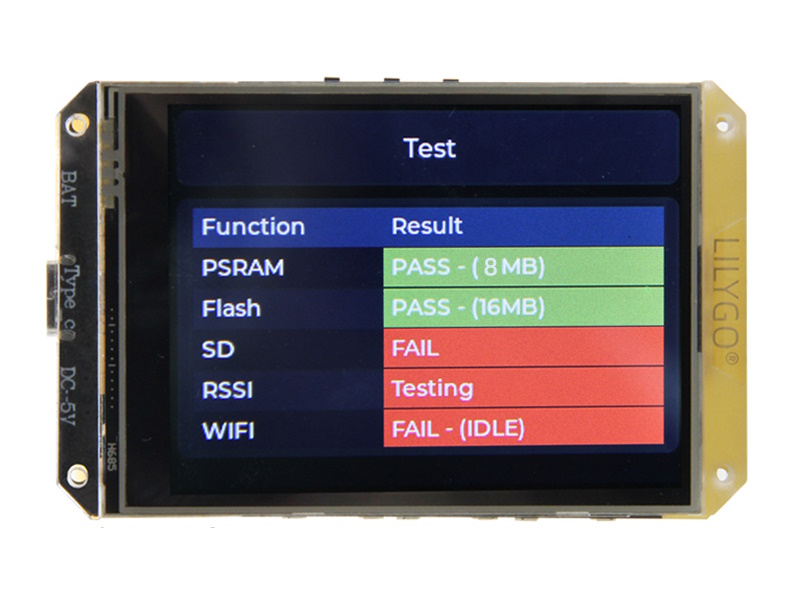 Test
Function Result
PSRAM PASS - ( 8 MB)
Flash PASS - (16MB)
SD FAIL
RSSI Testing
WIFI FAIL - (IDLE)
BAT
Type c
DC-5V
H685
LILYGO®